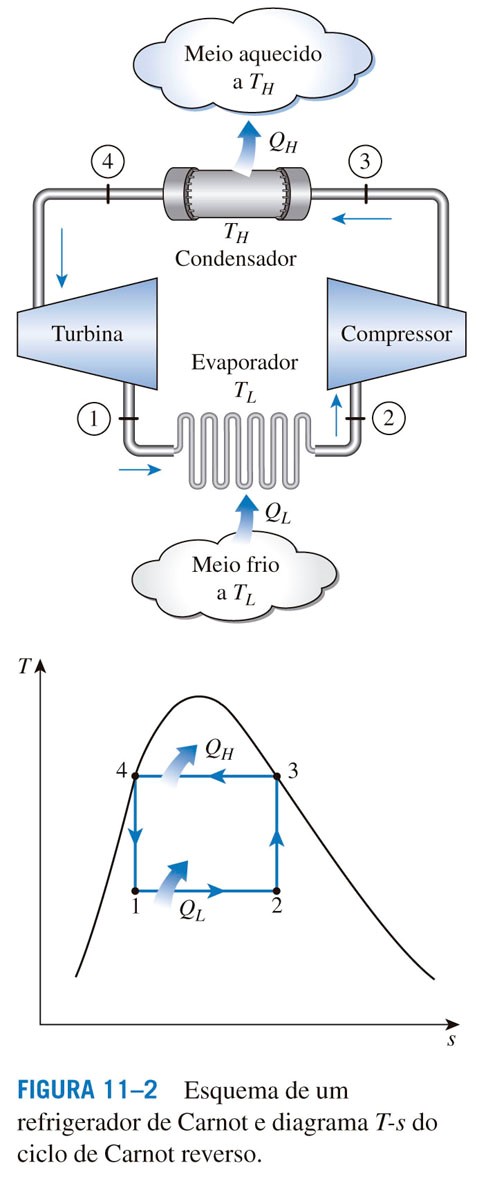 Meio aquecido
a T_H
Q_H
4
3
T_H
Condensador
Turbina
Compressor
Evaporador
T_L
1
2
Q_L
Meio frio
a T_L
T
Q_H
4
3
1
Q_L
2
s
FIGURA 11–2 Esquema de um
refrigerador de Carnot e diagrama T-s do
ciclo de Carnot reverso.